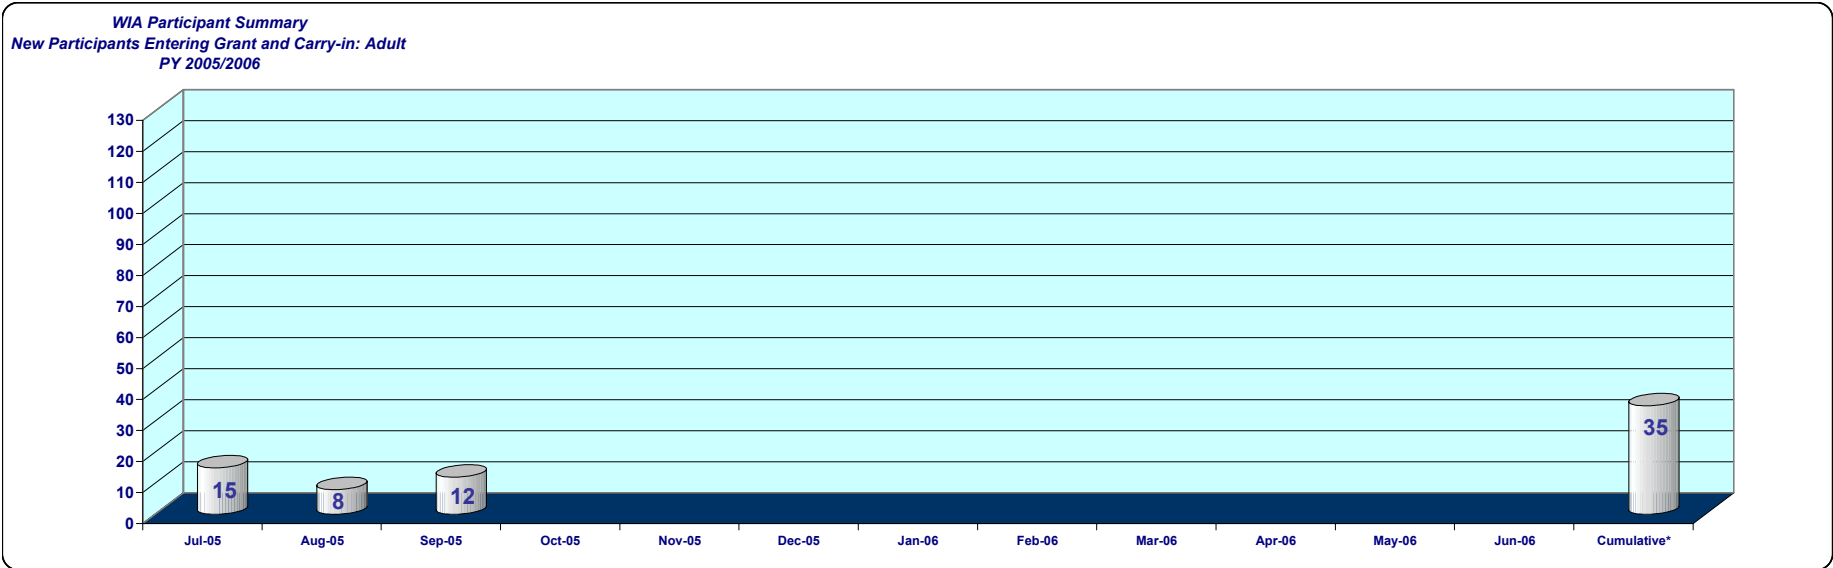 WIA Participant Summary
New Participants Entering Grant and Carry-in: Adult
PY 2005/2006
130
120
110
100
90
80
70
60
50
40
30
20
10
0
15
8
12
35
Jul-05
Aug-05
Sep-05
Oct-05
Nov-05
Dec-05
Jan-06
Feb-06
Mar-06
Apr-06
May-06
Jun-06
Cumulative*